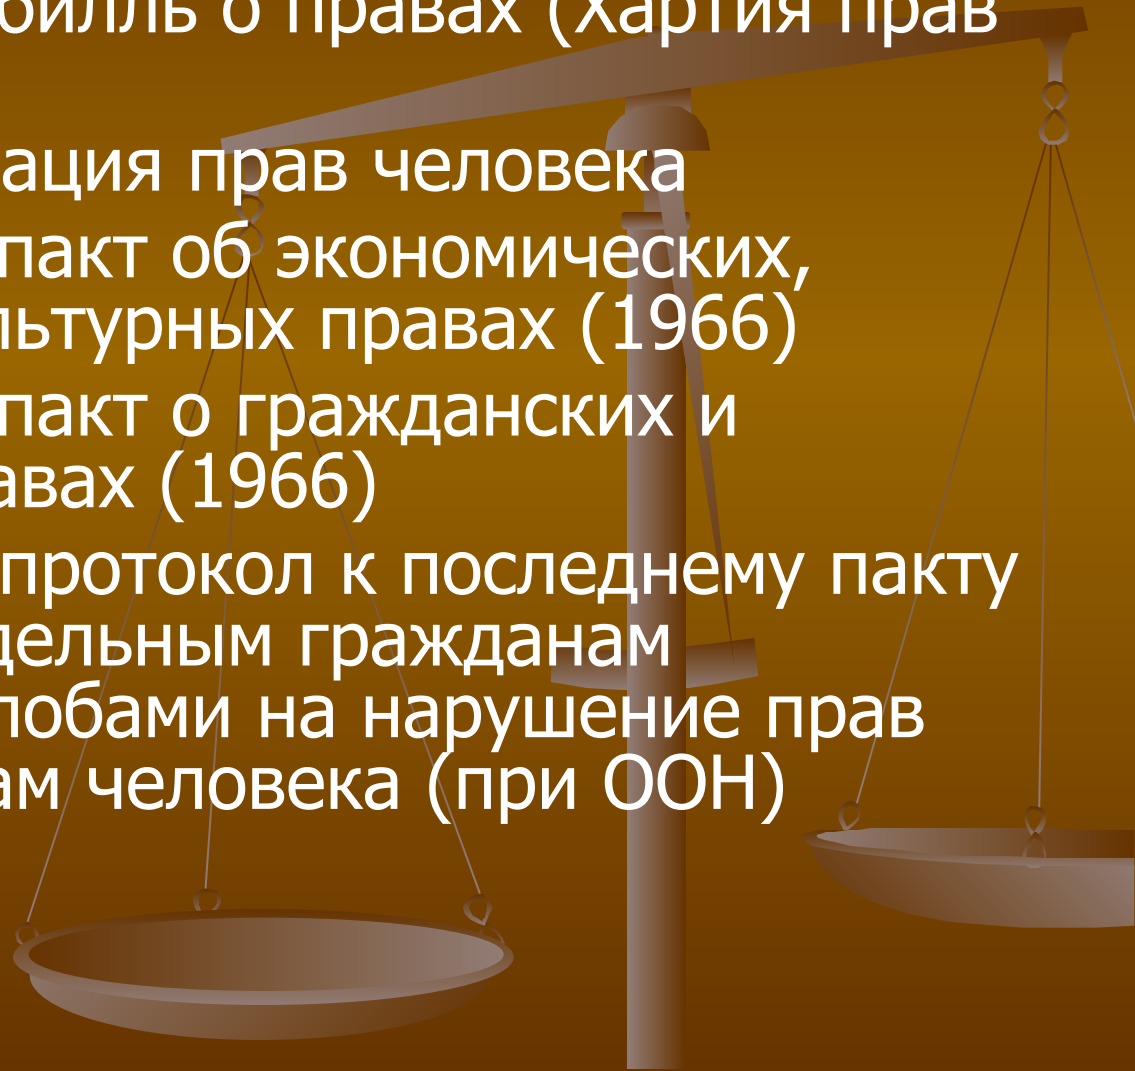 билль о правах (Хартия прав
ация прав человека
пакт об экономических,
льтурных правах (1966)
пакт о гражданских и
авах (1966)
протокол к последнему пакту
дельным гражданам
лобами на нарушение прав
ам человека (при ООН)